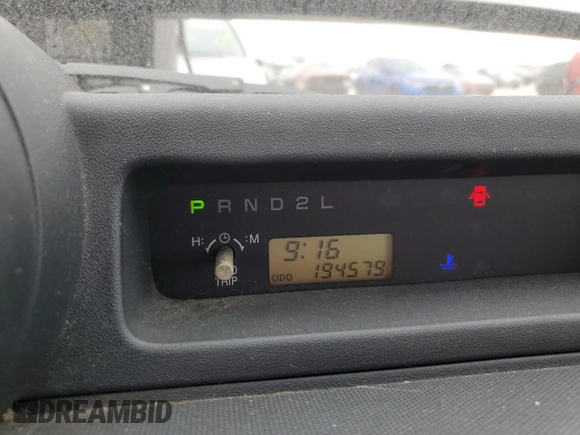 P R N D 2 L
H: :M
9:16
ODO 194579
TRIP
DREAMBID